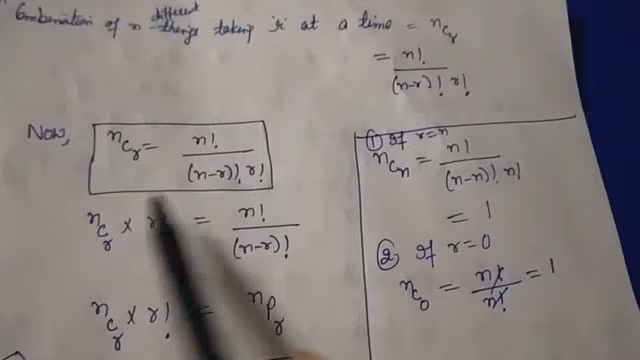 Combination of n different things taking 'r' at a time = nCr
= n! / (n-r)! r!
Now, nCr = n! / (n-r)! r!
nCr × = n! / (n-r)!
nCr × r! = nPr
① If r=n
nCn = n! / (n-n)! n!
= 1
② If r=0
nC0 = n! / n! = 1